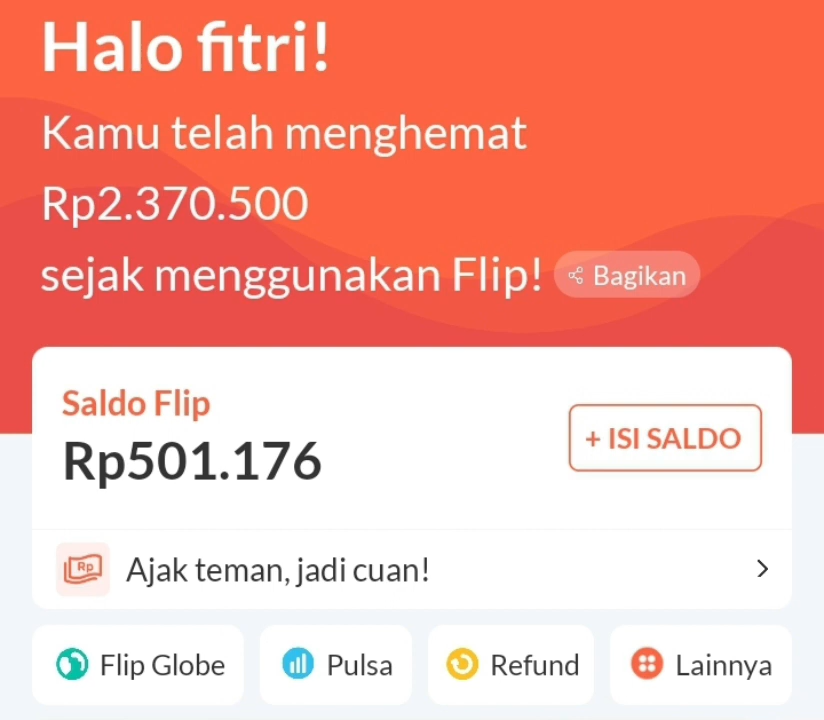 Halo fitri!
Kamu telah menghemat
Rp2.370.500
sejak menggunakan Flip! Bagikan
Saldo Flip
Rp501.176
+ ISI SALDO
Rp Ajak teman, jadi cuan!
Flip Globe Pulsa Refund Lainnya